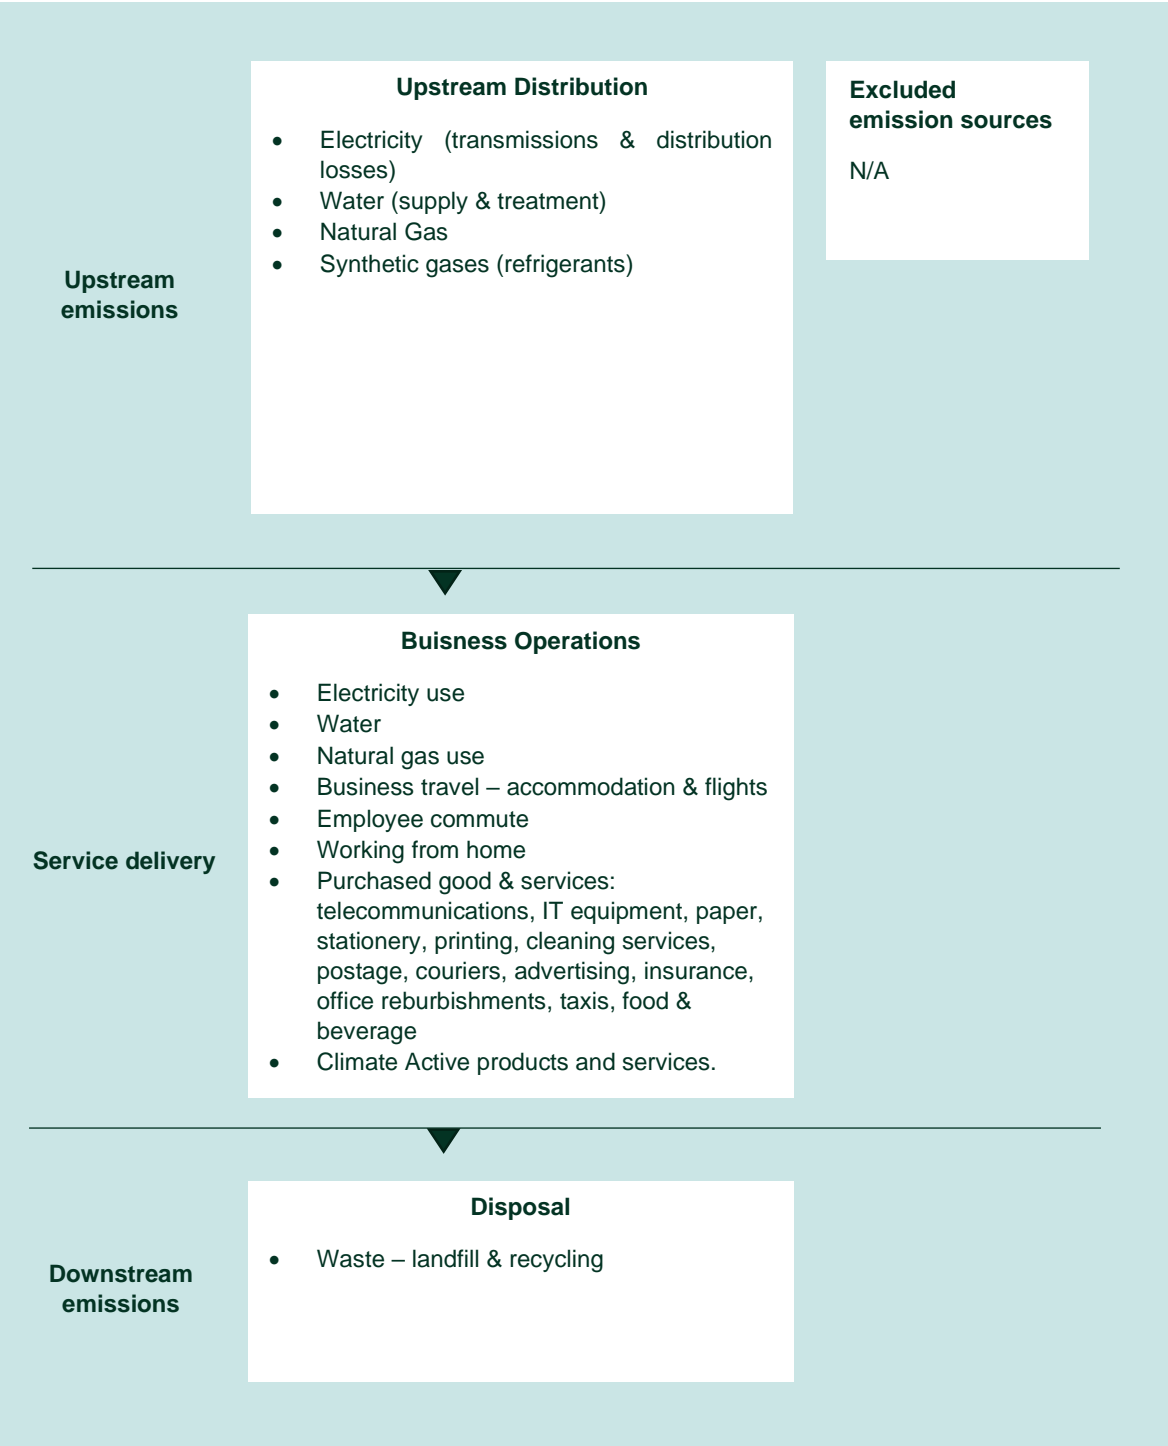 Upstream Distribution
• Electricity (transmissions & distribution
losses)
• Water (supply & treatment)
• Natural Gas
• Synthetic gases (refrigerants)
Excluded
emission sources
N/A
Upstream
emissions
Buisness Operations
• Electricity use
• Water
• Natural gas use
• Business travel – accommodation & flights
• Employee commute
• Working from home
• Purchased good & services:
telecommunications, IT equipment, paper,
stationery, printing, cleaning services,
postage, couriers, advertising, insurance,
office reburbishments, taxis, food &
beverage
• Climate Active products and services.
Service delivery
Disposal
• Waste – landfill & recycling
Downstream
emissions